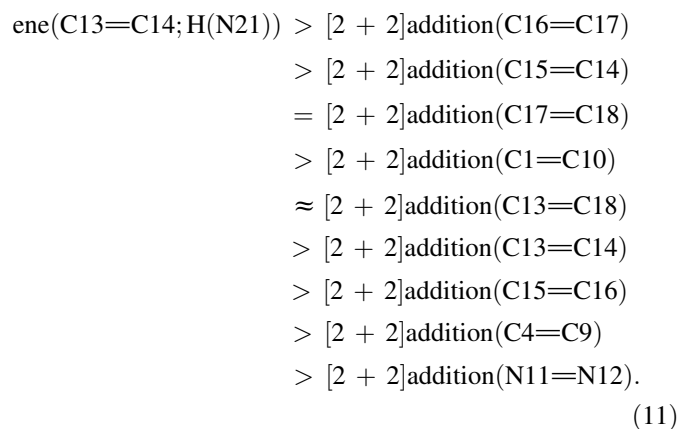 ene(C13═C14; H(N21)) > [2 + 2]addition(C16═C17)
> [2 + 2]addition(C15═C14)
= [2 + 2]addition(C17═C18)
> [2 + 2]addition(C1═C10)
≈ [2 + 2]addition(C13═C18)
> [2 + 2]addition(C13═C14)
> [2 + 2]addition(C15═C16)
> [2 + 2]addition(C4═C9)
> [2 + 2]addition(N11═N12).
(11)